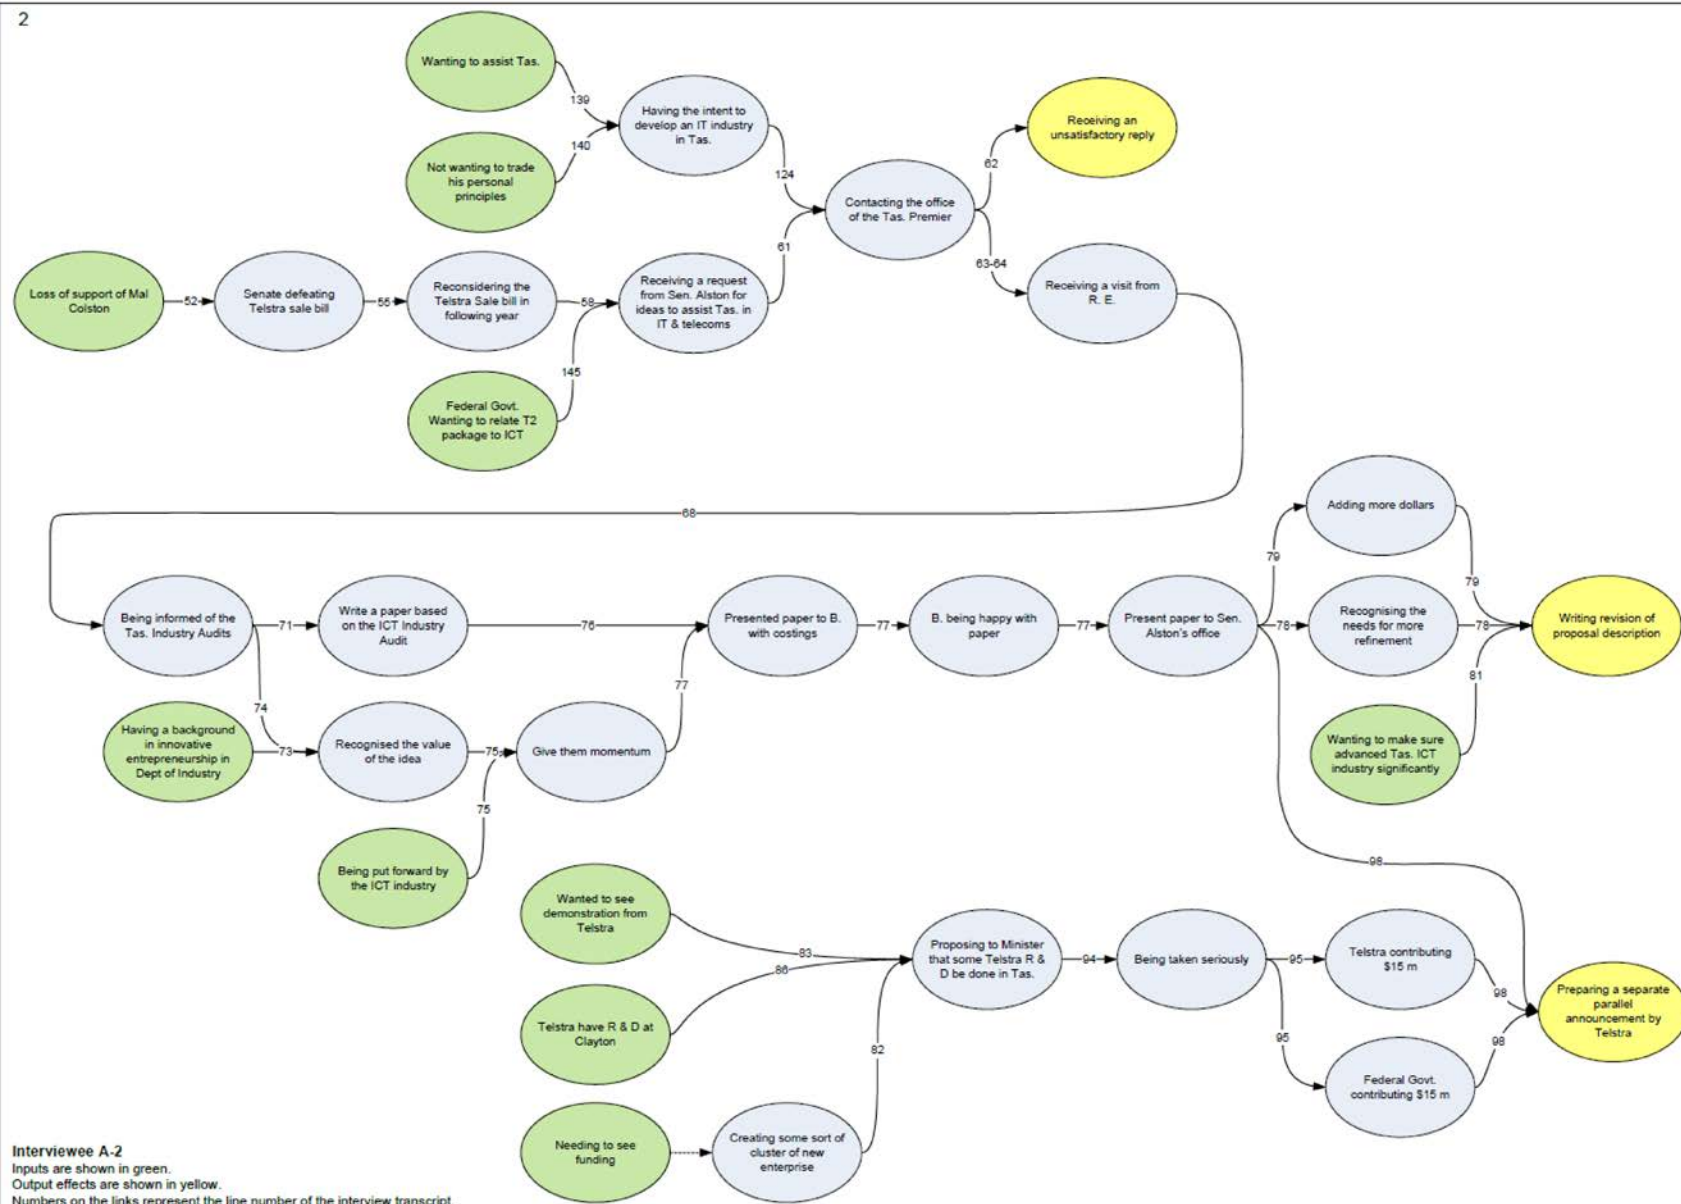 2
Wanting to assist Tas.
139
Having the intent to
develop an IT industry
in Tas.
Receiving an
unsatisfactory reply
140
Not wanting to trade
his personal
principles
124
62
Contacting the office
of the Tas. Premier
61
63-64
Loss of support of Mal
Colston
52
Senate defeating
Telstra sale bill
55
Reconsidering the
Telstra Sale bill in
following year
58
Receiving a request
from Sen. Alston for
ideas to assist Tas. in
IT & telecoms
Receiving a visit from
R. E.
145
Federal Govt.
Wanting to relate T2
package to ICT
68
Adding more dollars
79
79
Being informed of the
Tas. Industry Audits
71
Write a paper based
on the ICT Industry
Audit
76
Presented paper to B.
with costings
77
B. being happy with
paper
77
Present paper to Sen.
Alston's office
78
Recognising the
needs for more
refinement
78
Writing revision of
proposal description
81
77
74
Having a background
in innovative
entrepreneurship in
Dept of Industry
73
Recognised the value
of the idea
75
Give them momentum
Wanting to make sure
advanced Tas. ICT
industry significantly
75
Being put forward by
the ICT industry
98
Wanted to see
demonstration from
Telstra
83
86
Proposing to Minister
that some Telstra R &
D be done in Tas.
94
Being taken seriously
95
Telstra contributing
$15 m
98
Preparing a separate
parallel
announcement by
Telstra
Telstra have R & D at
Clayton
82
95
98
Federal Govt.
contributing $15 m
Needing to see
funding
Creating some sort of
cluster of new
enterprise
Interviewee A-2
Inputs are shown in green.
Output effects are shown in yellow.
Numbers on the links represent the line number of the interview transcript.